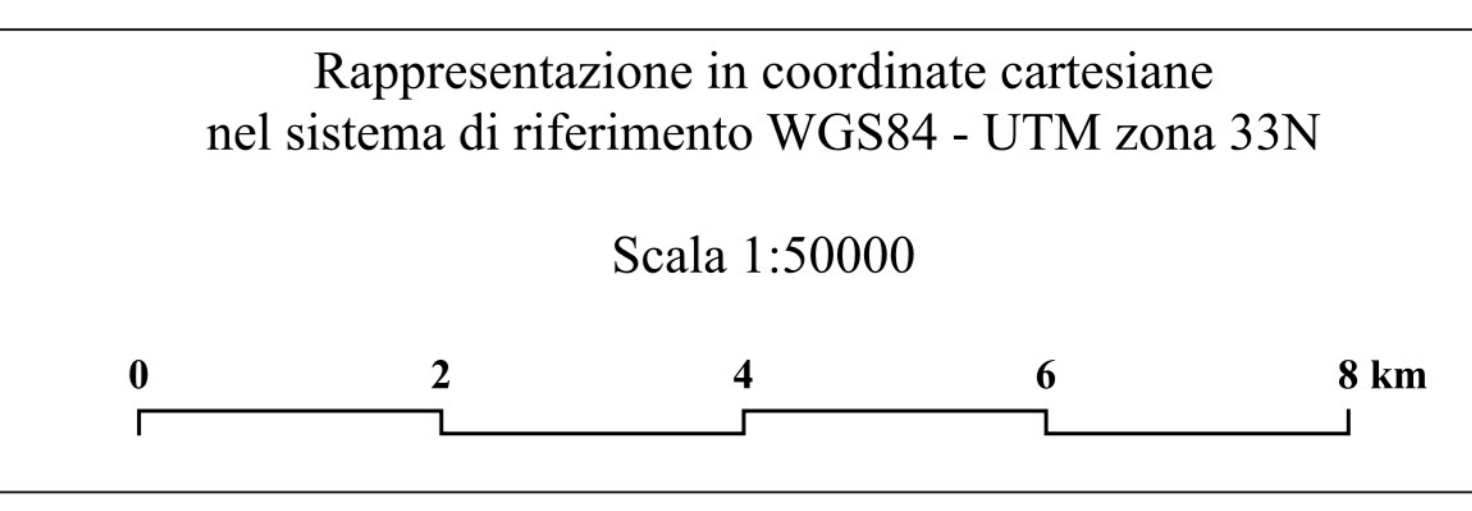 Rappresentazione in coordinate cartesiane
nel sistema di riferimento WGS84 - UTM zona 33N
Scala 1:50000
0 2 4 6 8 km